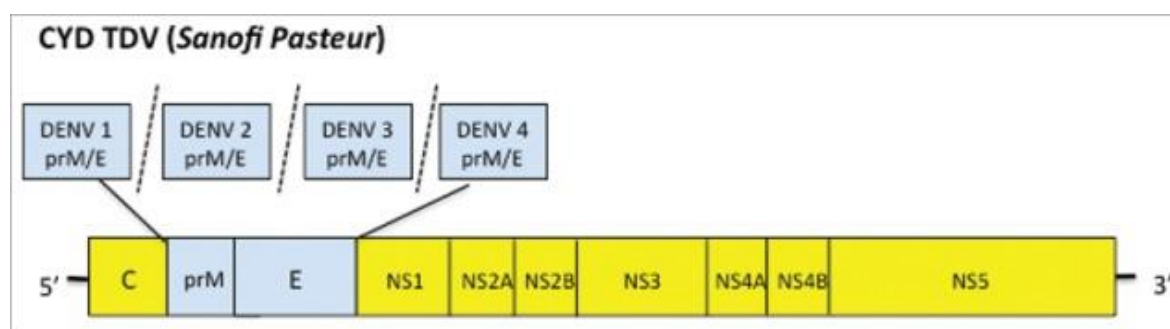 CYD TDV (Sanofi Pasteur)
DENV 1
prM/E
DENV 2
prM/E
DENV 3
prM/E
DENV 4
prM/E
5' C prM E NS1 NS2A NS2B NS3 NS4A NS4B NS5 3'